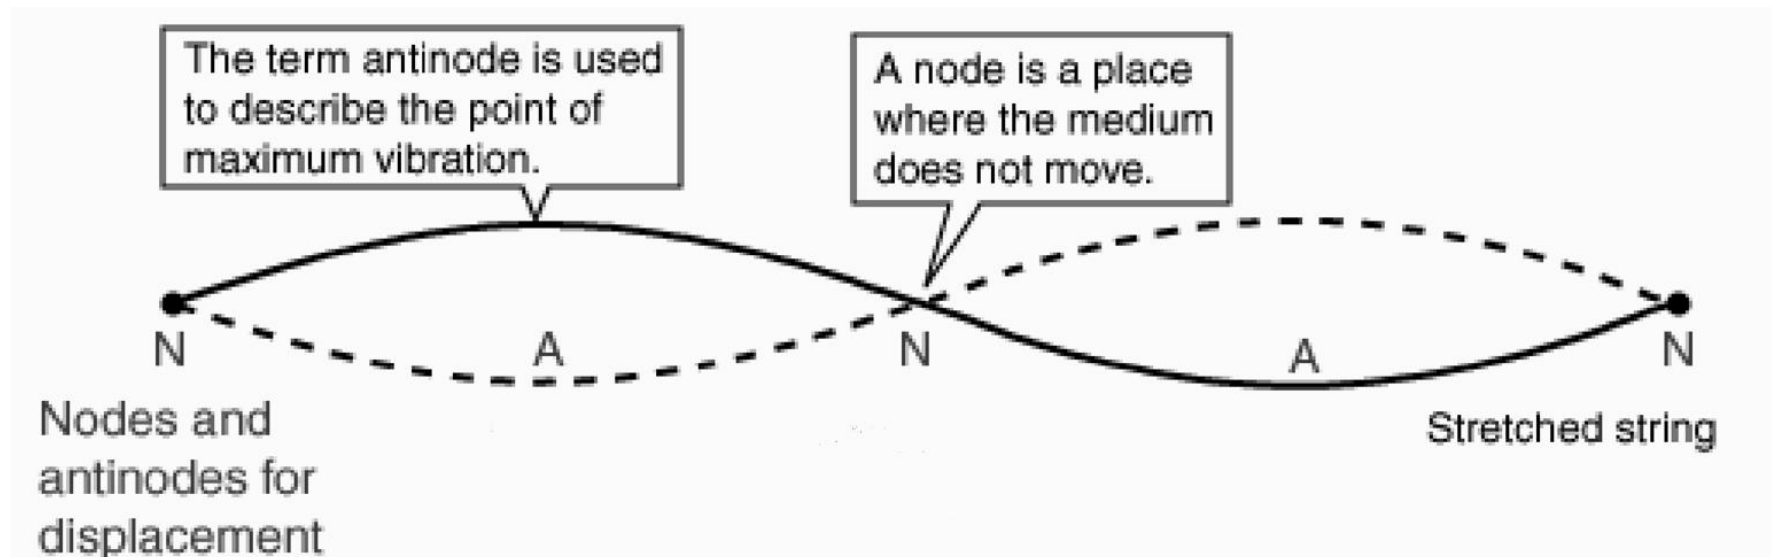 The term antinode is used
to describe the point of
maximum vibration.
A node is a place
where the medium
does not move.
N
A
N
A
N
Nodes and
antinodes for
displacement
Stretched string